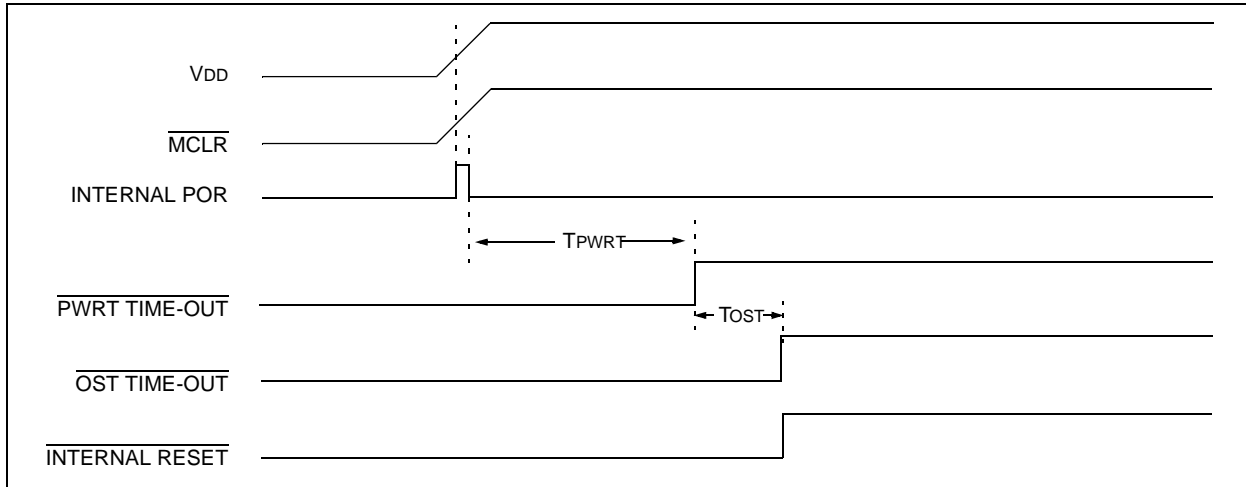 VDD
MCLR
INTERNAL POR
TPWRT
PWRT TIME-OUT
TOST
OST TIME-OUT
INTERNAL RESET